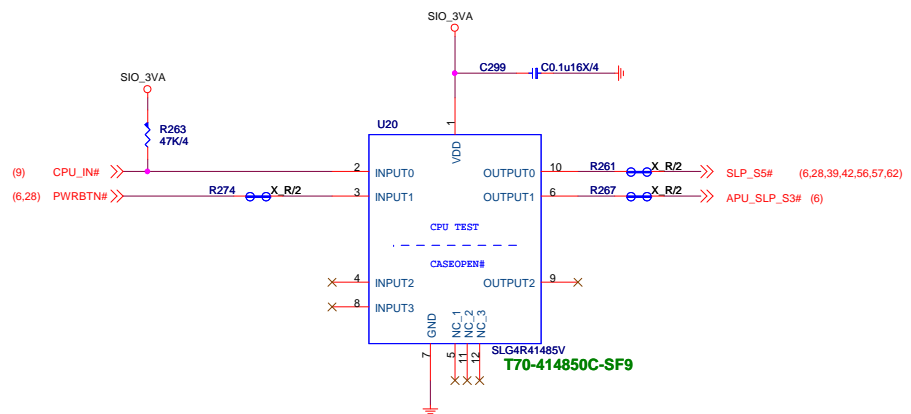 SIO_3VA
C299 C0.1u16X/4
SIO_3VA
R263
47K/4
U20
1
VDD
(9) CPU_IN# 2 INPUT0 OUTPUT0 10 R261 X_R/2 SLP_S5# (6,28,39,42,56,57,62)
(6,28) PWRBTN# R274 X_R/2 3 INPUT1 OUTPUT1 6 R267 X_R/2 APU_SLP_S3# (6)
CPU TEST
CASEOPEN#
4 INPUT2 OUTPUT2 9
8 INPUT3
GND NC_1 NC_2 NC_3
7 5 11 12
SLG4R41485V
T70-414850C-SF9